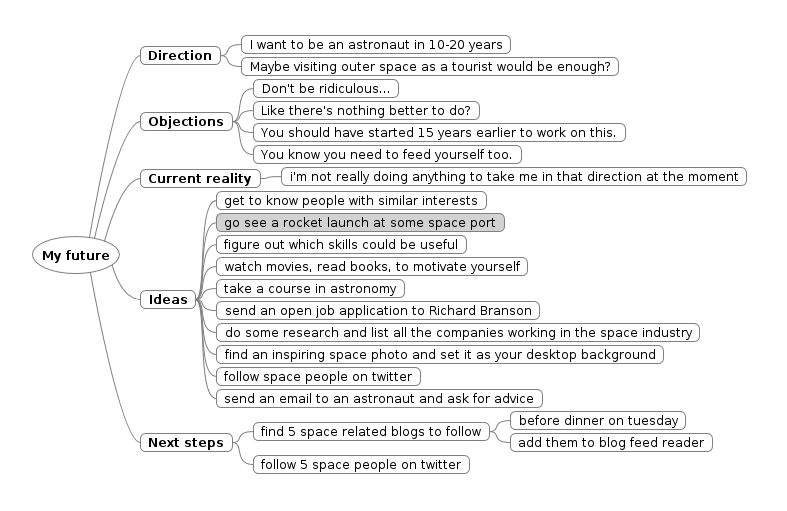 My future
Direction
I want to be an astronaut in 10-20 years
Maybe visiting outer space as a tourist would be enough?
Objections
Don't be ridiculous...
Like there's nothing better to do?
You should have started 15 years earlier to work on this.
You know you need to feed yourself too.
Current reality
i'm not really doing anything to take me in that direction at the moment
Ideas
get to know people with similar interests
go see a rocket launch at some space port
figure out which skills could be useful
watch movies, read books, to motivate yourself
take a course in astronomy
send an open job application to Richard Branson
do some research and list all the companies working in the space industry
find an inspiring space photo and set it as your desktop background
follow space people on twitter
send an email to an astronaut and ask for advice
Next steps
find 5 space related blogs to follow
before dinner on tuesday
add them to blog feed reader
follow 5 space people on twitter